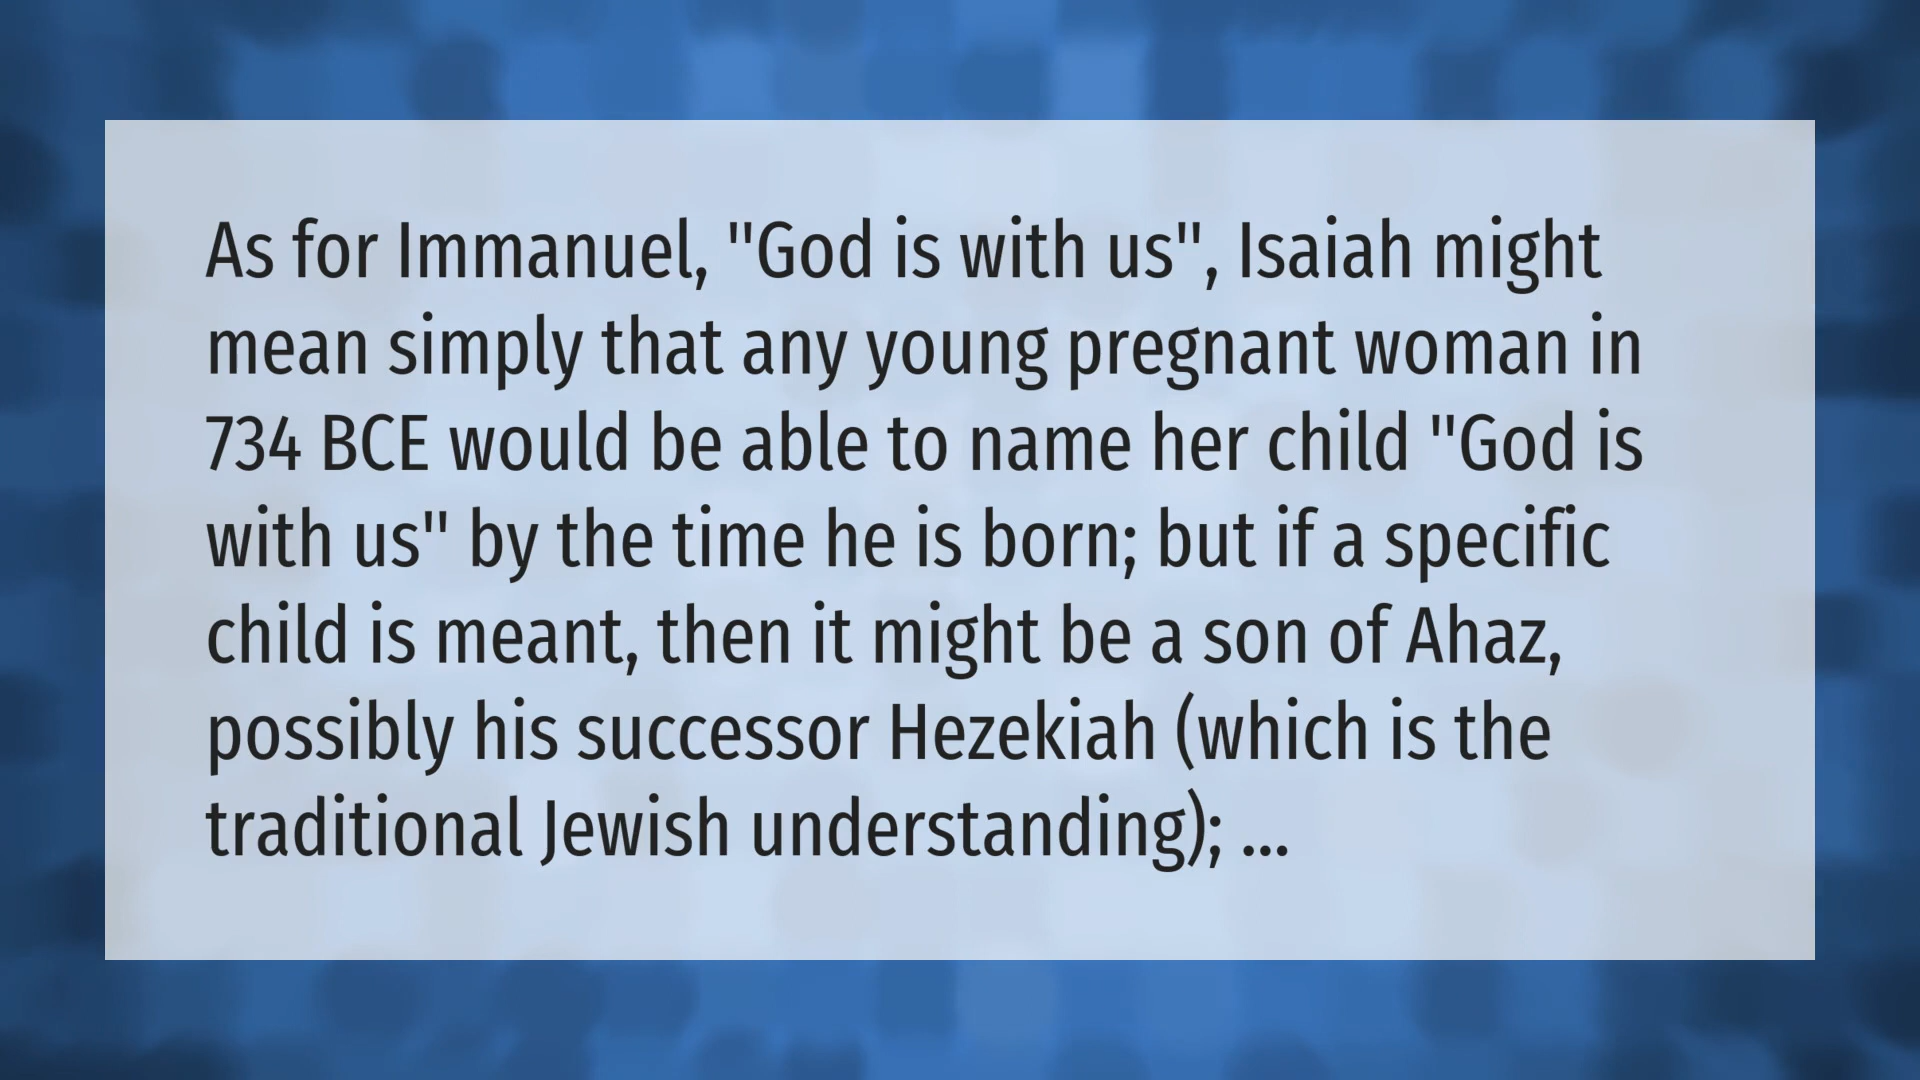 As for Immanuel, "God is with us", Isaiah might
mean simply that any young pregnant woman in
734 BCE would be able to name her child "God is
with us" by the time he is born; but if a specific
child is meant, then it might be a son of Ahaz,
possibly his successor Hezekiah (which is the
traditional Jewish understanding); ...